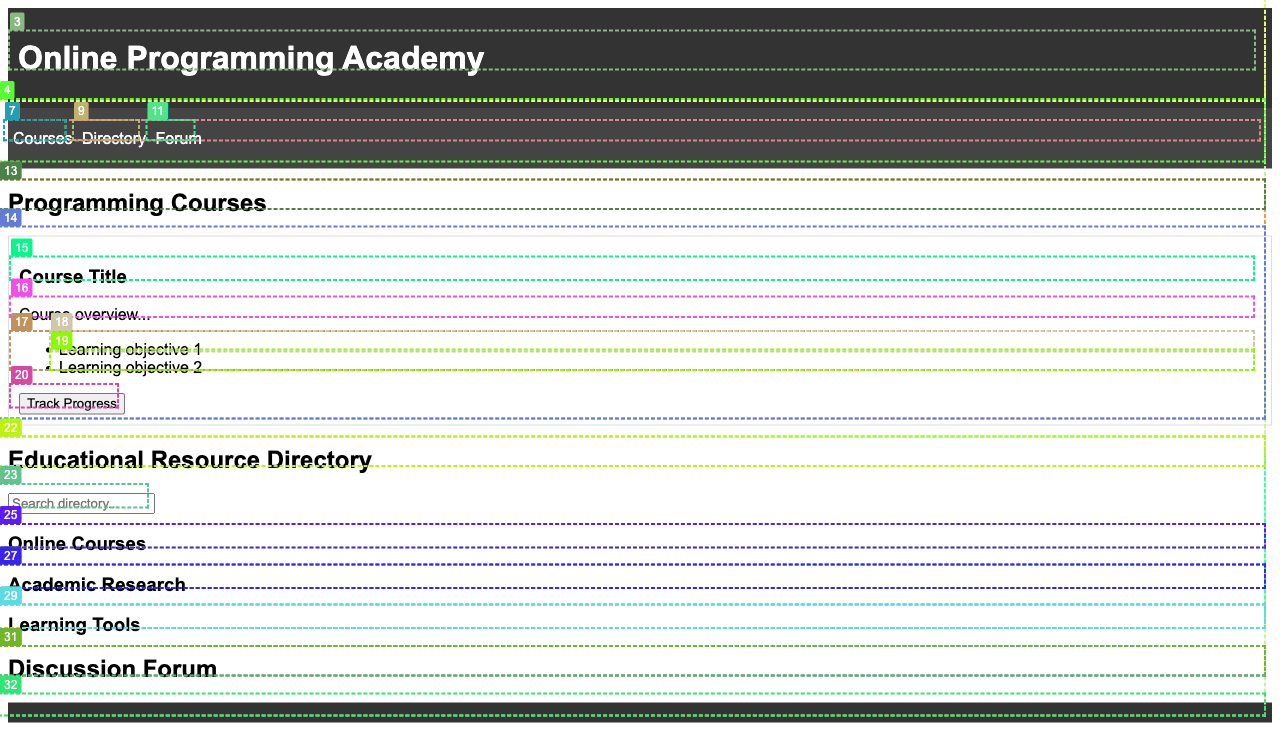 3
Online Programming Academy
4
7 9 11
Courses Directory Forum
13
Programming Courses
14
15
Course Title
16
Course overview...
17 18
19
Learning objective 1
Learning objective 2
20
Track Progress
22
Educational Resource Directory
23
Search directory...
25
Online Courses
27
Academic Research
29
Learning Tools
31
Discussion Forum
32